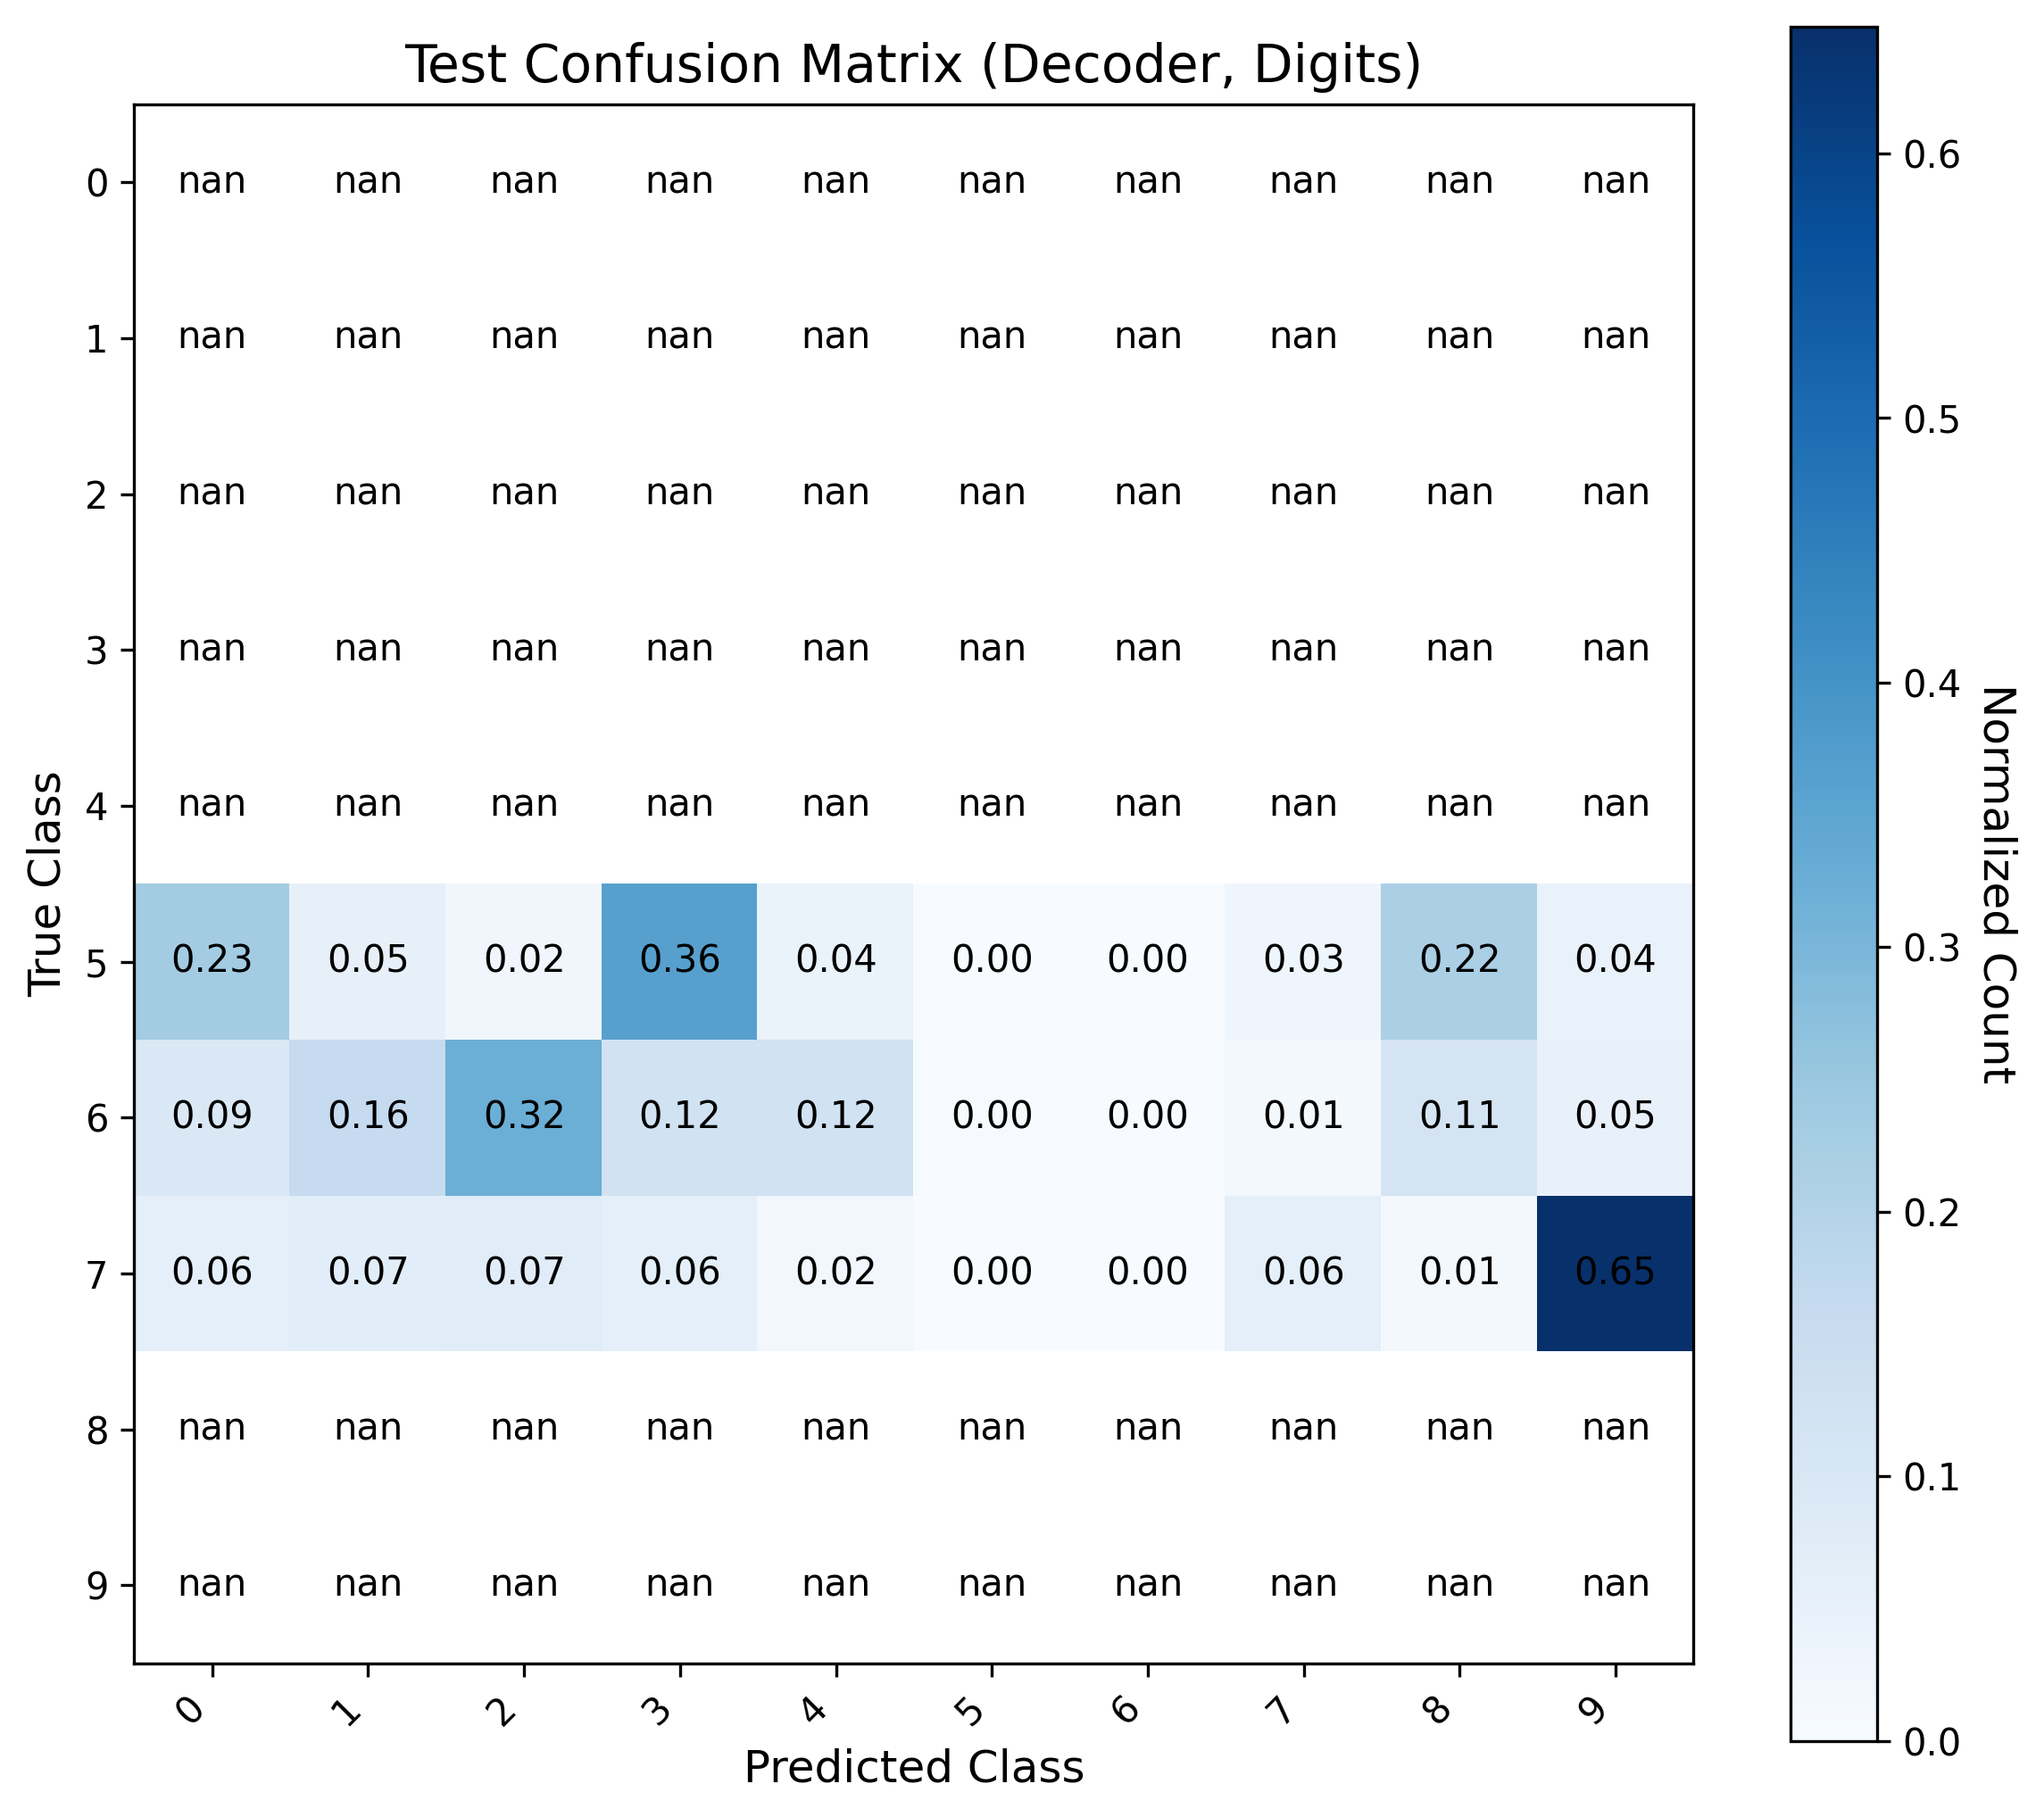 Test Confusion Matrix (Decoder, Digits)
True Class
0 nan nan nan nan nan nan nan nan nan nan
1 nan nan nan nan nan nan nan nan nan nan
2 nan nan nan nan nan nan nan nan nan nan
3 nan nan nan nan nan nan nan nan nan nan
4 nan nan nan nan nan nan nan nan nan nan
5 0.23 0.05 0.02 0.36 0.04 0.00 0.00 0.03 0.22 0.04
6 0.09 0.16 0.32 0.12 0.12 0.00 0.00 0.01 0.11 0.05
7 0.06 0.07 0.07 0.06 0.02 0.00 0.00 0.06 0.01 0.65
8 nan nan nan nan nan nan nan nan nan nan
9 nan nan nan nan nan nan nan nan nan nan
0 1 2 3 4 5 6 7 8 9
Predicted Class
0.6
0.5
0.4
0.3
0.2
0.1
0.0
Normalized Count